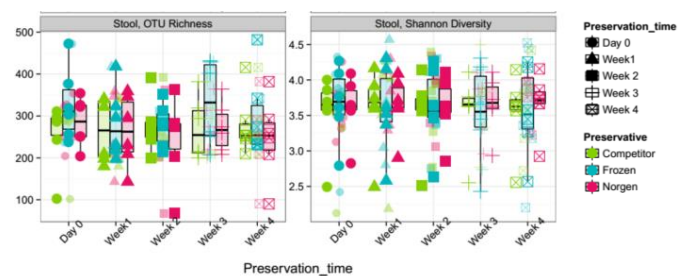 Stool, OTU Richness
500
400
300
200
100
Day 0
Week1
Week 2
Week 3
Week 4
Stool, Shannon Diversity
4.5
4.0
3.5
3.0
2.5
Day 0
Week1
Week 2
Week 3
Week 4
Preservation_time
Preservation_time
Day 0
Week1
Week 2
Week 3
Week 4
Preservative
Competitor
Frozen
Norgen